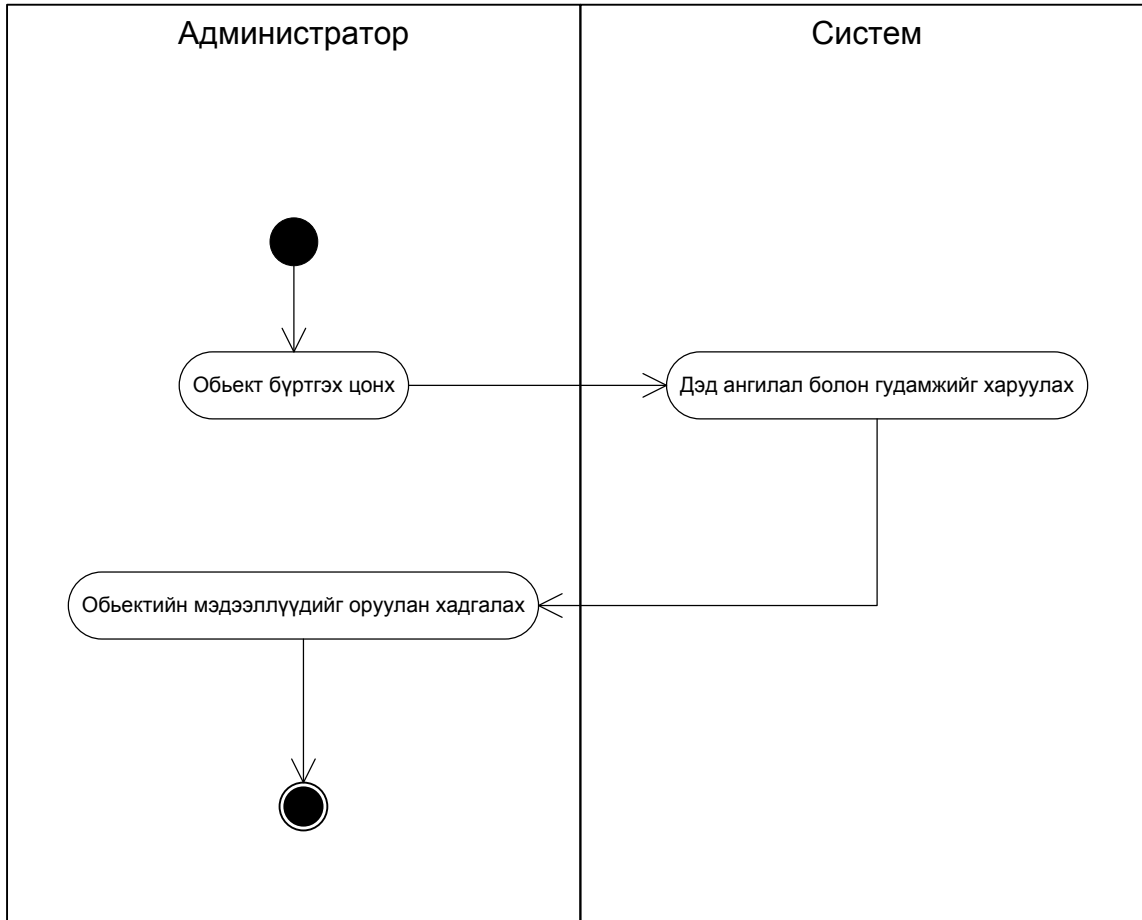 Администратор
Систем
Обьект бүртгэх цонх
Дэд ангилал болон гудамжийг харуулах
Обьектийн мэдээллүүдийг оруулан хадгалах